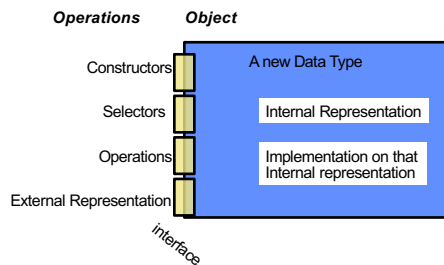 Operations Object
Constructors
A new Data Type
Selectors
Internal Representation
Operations
Implementation on that
Internal representation
External Representation
interface